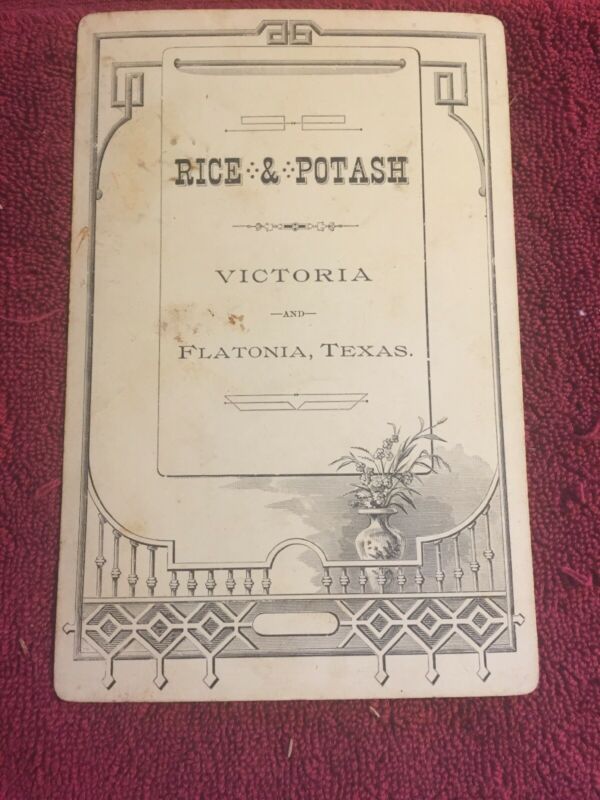 RICE & POTASH
VICTORIA
—AND—
FLATONIA, TEXAS.